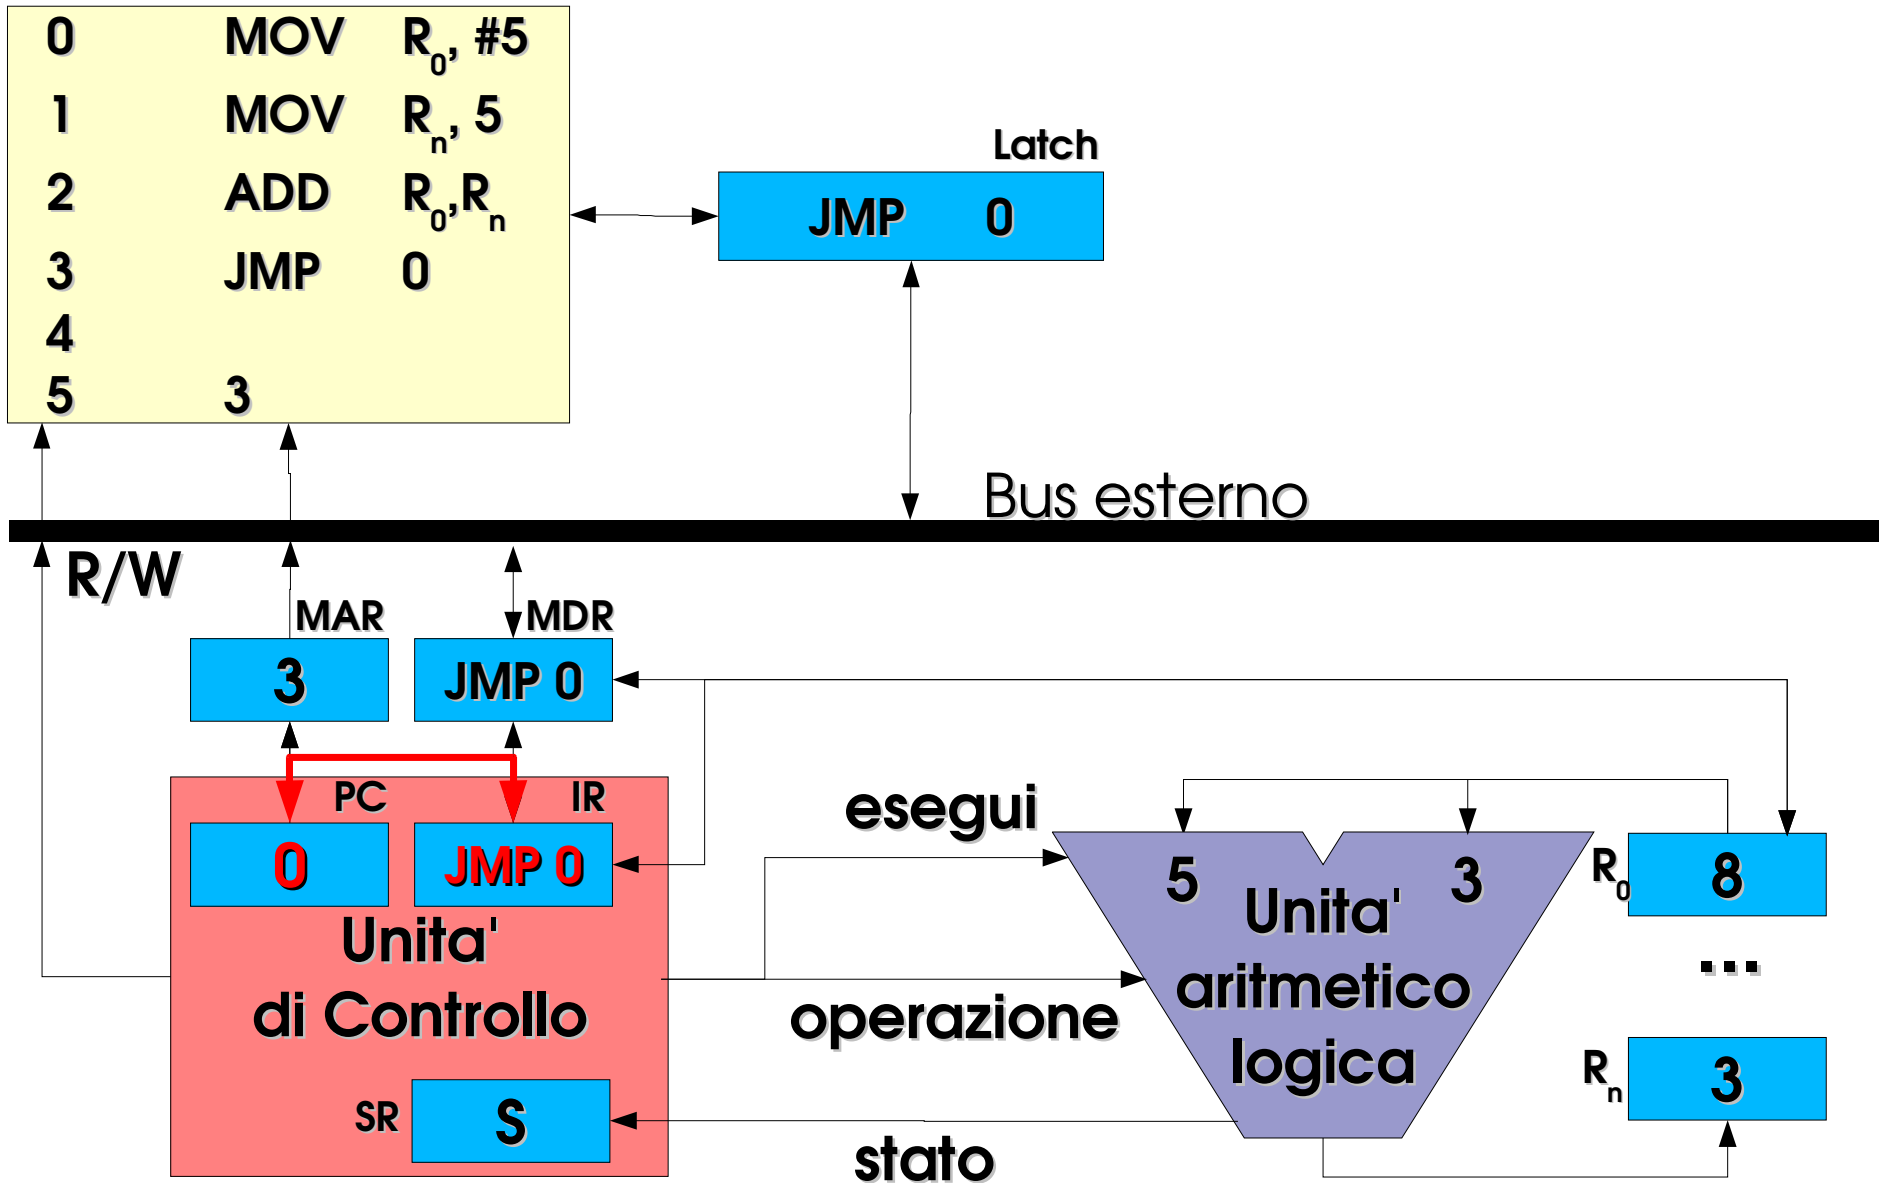 0 MOV R0, #5
1 MOV Rn, 5
2 ADD R0,Rn
3 JMP 0
4
5 3
Latch
JMP 0
Bus esterno
R/W
MAR
MDR
3
JMP 0
PC
IR
0
JMP 0
Unita'
di Controllo
SR
S
esegui
operazione
stato
5
3
Unita'
aritmetico
logica
R0
8
...
Rn
3